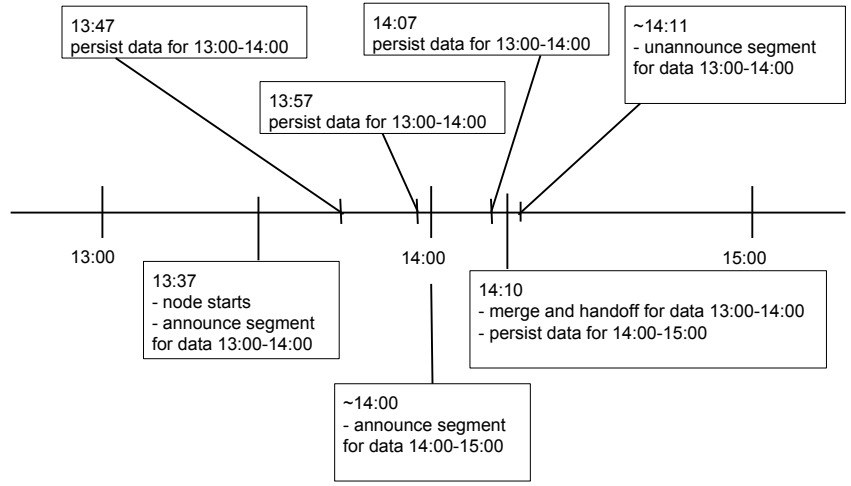 13:47
persist data for 13:00-14:00
14:07
persist data for 13:00-14:00
~14:11
- unannounce segment
for data 13:00-14:00
13:57
persist data for 13:00-14:00
13:00
14:00
15:00
13:37
- node starts
- announce segment
for data 13:00-14:00
14:10
- merge and handoff for data 13:00-14:00
- persist data for 14:00-15:00
~14:00
- announce segment
for data 14:00-15:00